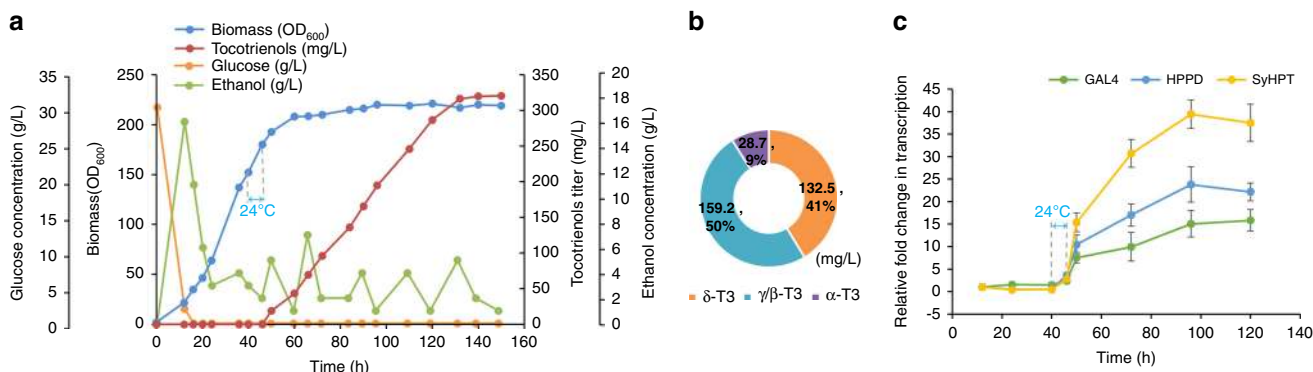 a
Biomass (OD600)
Tocotrienols (mg/L)
Glucose (g/L)
Ethanol (g/L)
Glucose concentration (g/L)
35
30
25
20
15
10
5
0
Biomass(OD600)
250
200
150
100
50
0
24°C
0 20 40 60 80 100 120 140 160
Time (h)
Tocotrienols titer (mg/L)
350
300
250
200
150
100
50
0
Ethanol concentration (g/L)
20
18
16
14
12
10
8
6
4
2
0
b
28.7 ,
9%
132.5 ,
41%
159.2 ,
50%
(mg/L)
δ-T3 γ/β-T3 α-T3
c
GAL4 HPPD SyHPT
Relative fold change in transcription
45
40
35
30
25
20
15
10
5
0
-5
24°C
0 20 40 60 80 100 120 140
Time (h)